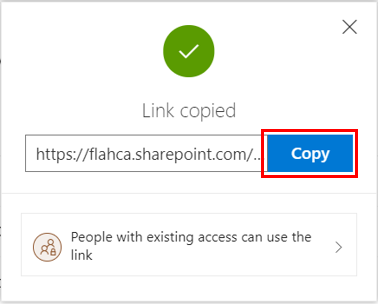 Link copied
https://flahca.sharepoint.com/... Copy
People with existing access can use the
link